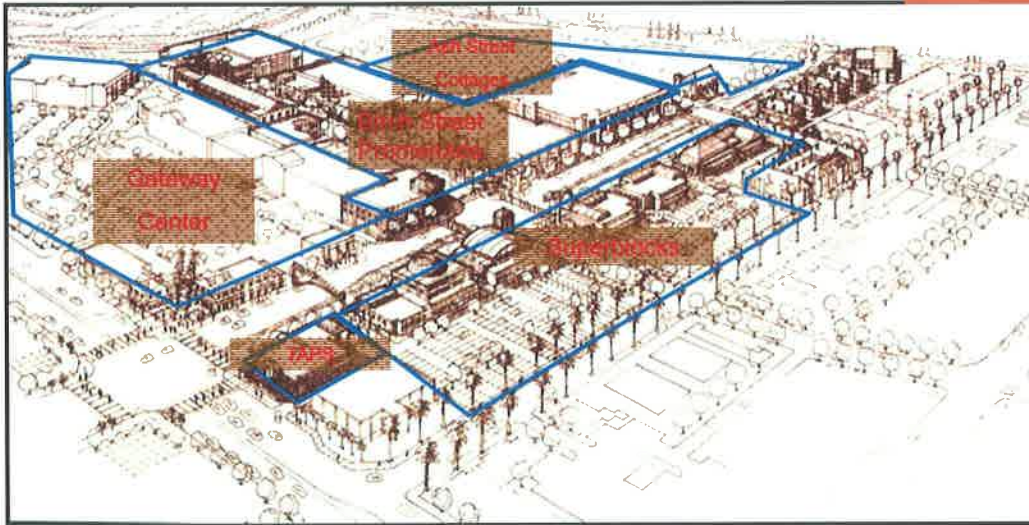 Ash Street
Cottages
Birch Street
Promenade
Gateway
Center
Superblocks
TAPS